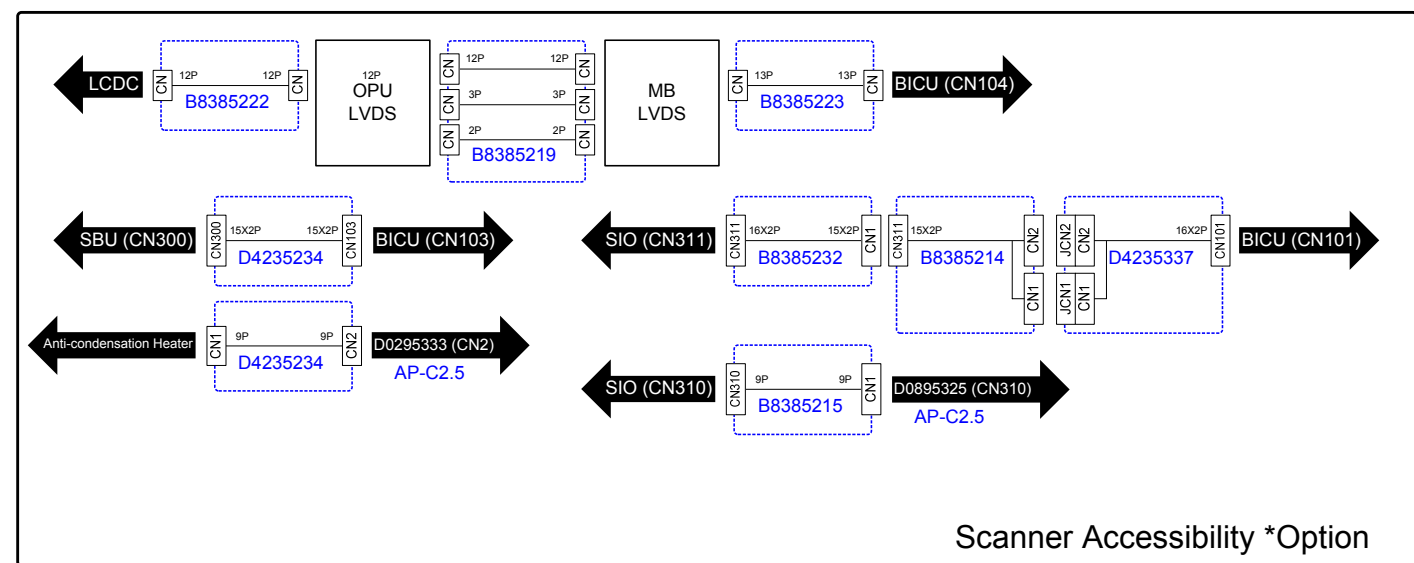 LCDC
CN
12P
12P
CN
B8385222
12P
OPU
LVDS
CN
12P
12P
CN
CN
3P
3P
CN
CN
2P
2P
CN
B8385219
MB
LVDS
CN
13P
13P
CN
B8385223
BICU (CN104)
SBU (CN300)
CN300
15X2P
15X2P
CN103
D4235234
BICU (CN103)
SIO (CN311)
CN311
16X2P
15X2P
CN1
B8385232
CN311
15X2P
CN2
B8385214
CN1
JCN2
CN2
16X2P
CN101
D4235337
JCN1
CN1
BICU (CN101)
Anti-condensation Heater
CN1
9P
9P
CN2
D4235234
D0295333 (CN2)
AP-C2.5
SIO (CN310)
CN310
9P
9P
CN1
B8385215
D0895325 (CN310)
AP-C2.5
Scanner Accessibility *Option